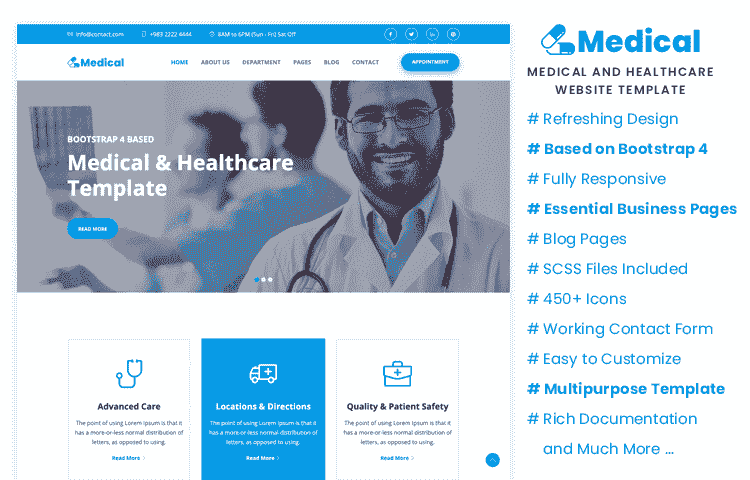 info@contact.com +983 2222 4444 8AM to 6PM (Sun - Fri) Sat Off
Medical HOME ABOUT US DEPARTMENT PAGES BLOG CONTACT APPOINTMENT
BOOTSTRAP 4 BASED
Medical & Healthcare
Template
READ MORE
Advanced Care
The point of using Lorem Ipsum is that it
has a more-or-less normal distribution of
letters, as opposed to using.
Read More
Locations & Directions
The point of using Lorem Ipsum is that it
has a more-or-less normal distribution of
letters, as opposed to using.
Read More
Quality & Patient Safety
The point of using Lorem Ipsum is that it
has a more-or-less normal distribution of
letters, as opposed to using.
Read More
Medical
MEDICAL AND HEALTHCARE
WEBSITE TEMPLATE
# Refreshing Design
# Based on Bootstrap 4
# Fully Responsive
# Essential Business Pages
# Blog Pages
# SCSS Files Included
# 450+ Icons
# Working Contact Form
# Easy to Customize
# Multipurpose Template
# Rich Documentation
and Much More ...